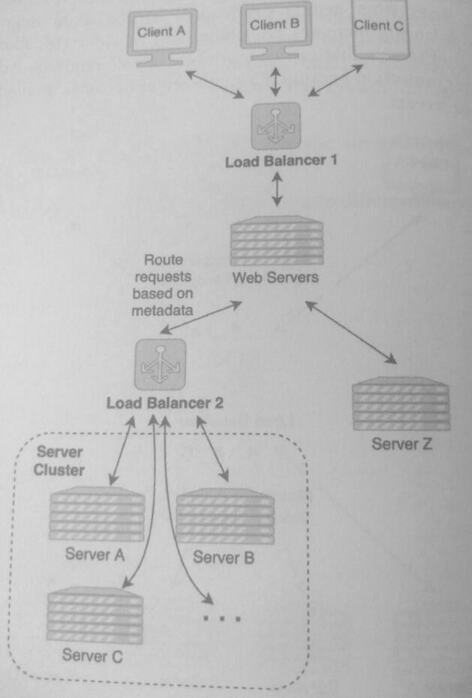 Client A
Client B
Client C
Load Balancer 1
Web Servers
Route
requests
based on
metadata
Load Balancer 2
Server Z
Server
Cluster
Server A
Server B
Server C
...